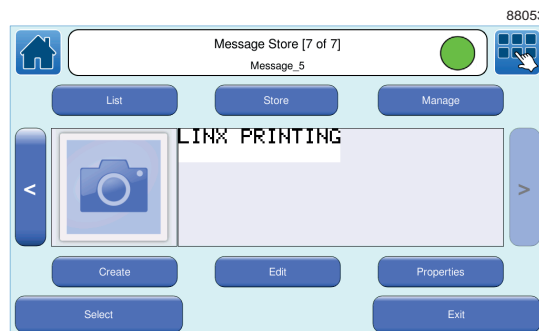 88053
Message Store [7 of 7]
Message_5
List
Store
Manage
LINX PRINTING
<
>
Create
Edit
Properties
Select
Exit